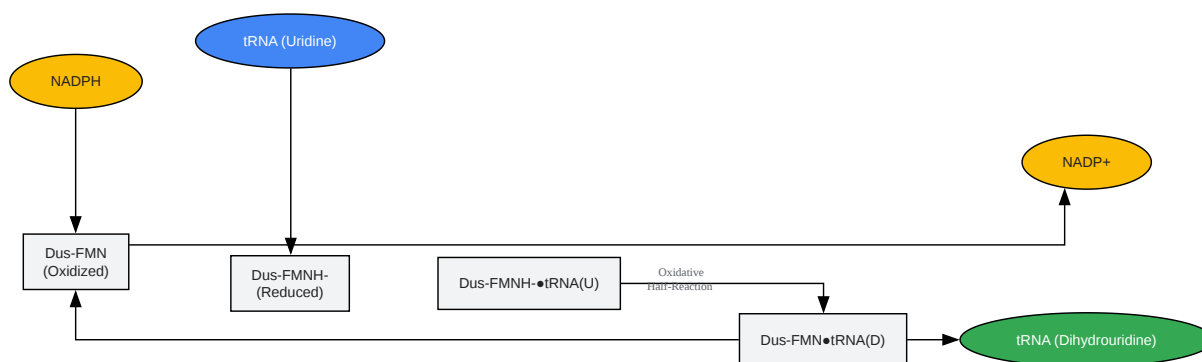 tRNA (Uridine)
NADPH
NADP+
Dus-FMN
(Oxidized)
Dus-FMNH-
(Reduced)
Dus-FMNH-●tRNA(U)
Oxidative
Half-Reaction
Dus-FMN●tRNA(D)
tRNA (Dihydrouridine)